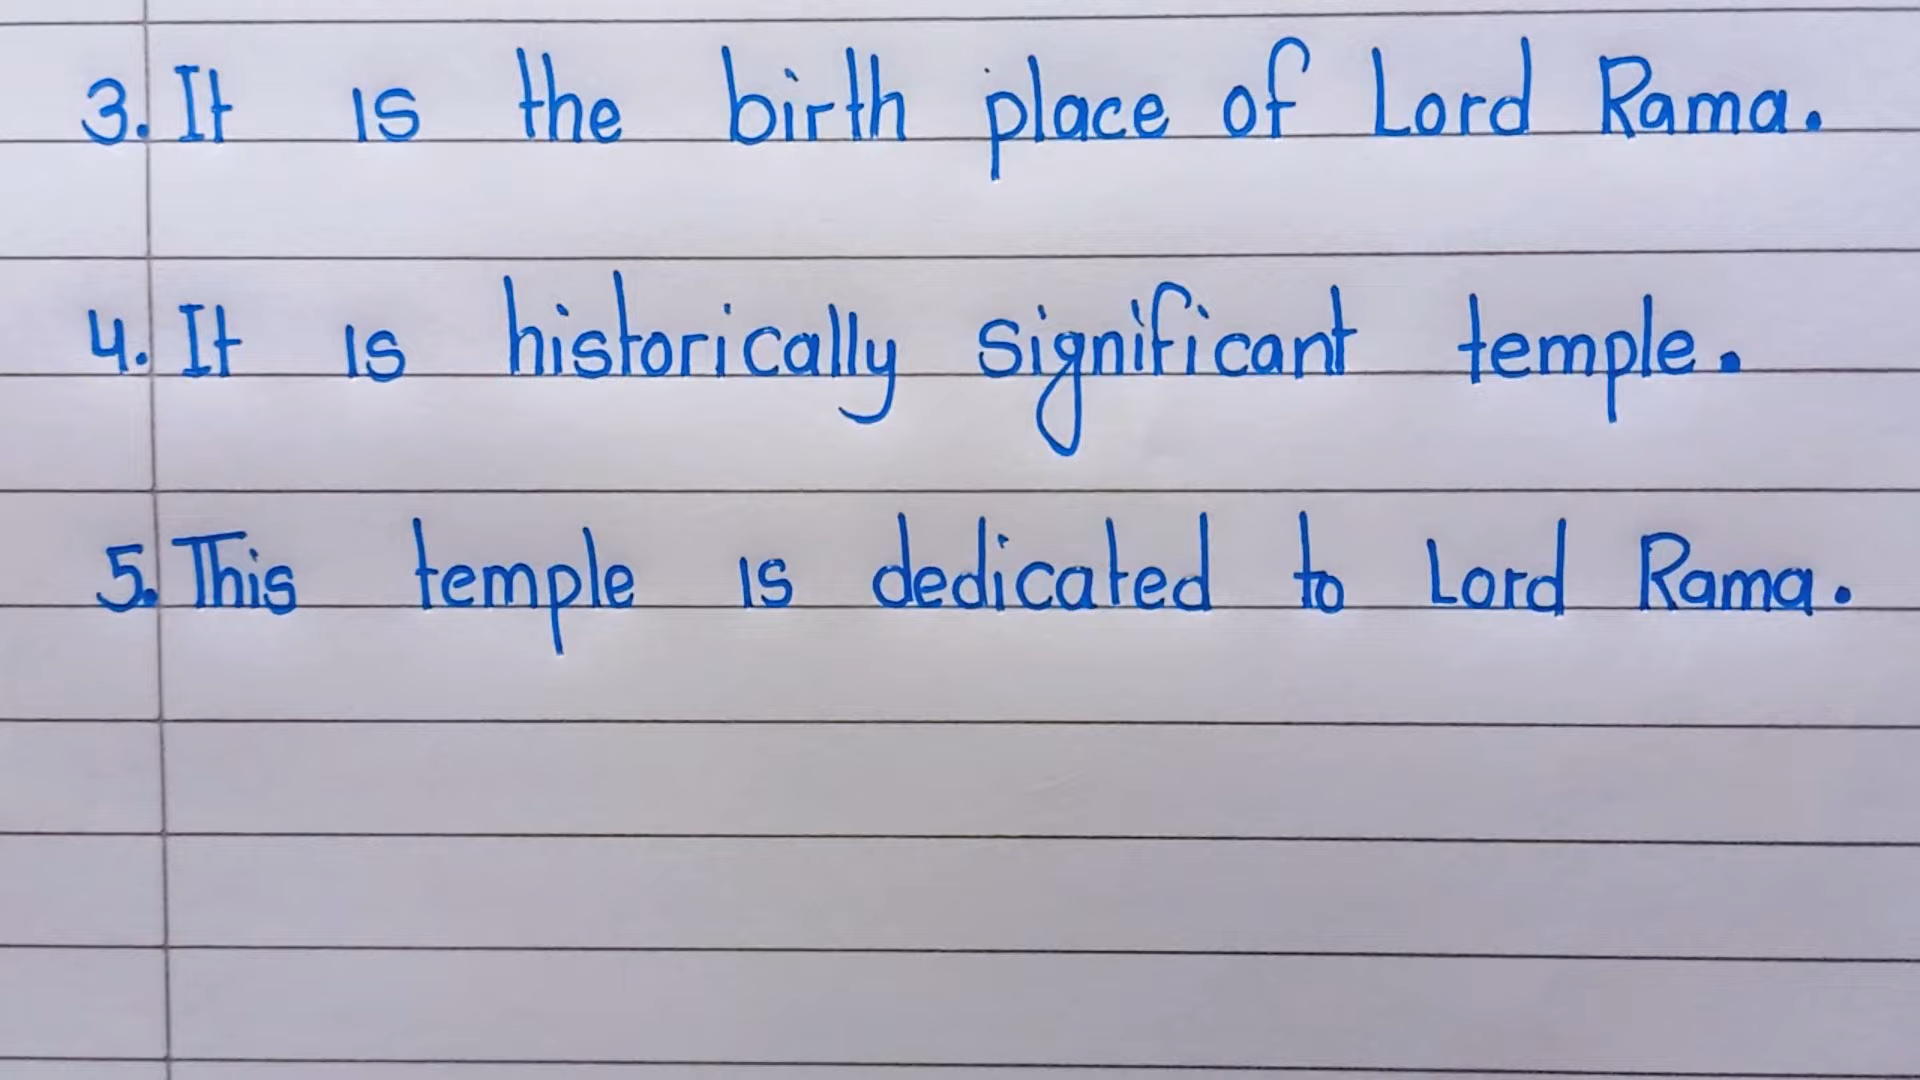 3. It is the birth place of Lord Rama.
4. It is historically significant temple.
5. This temple is dedicated to Lord Rama.